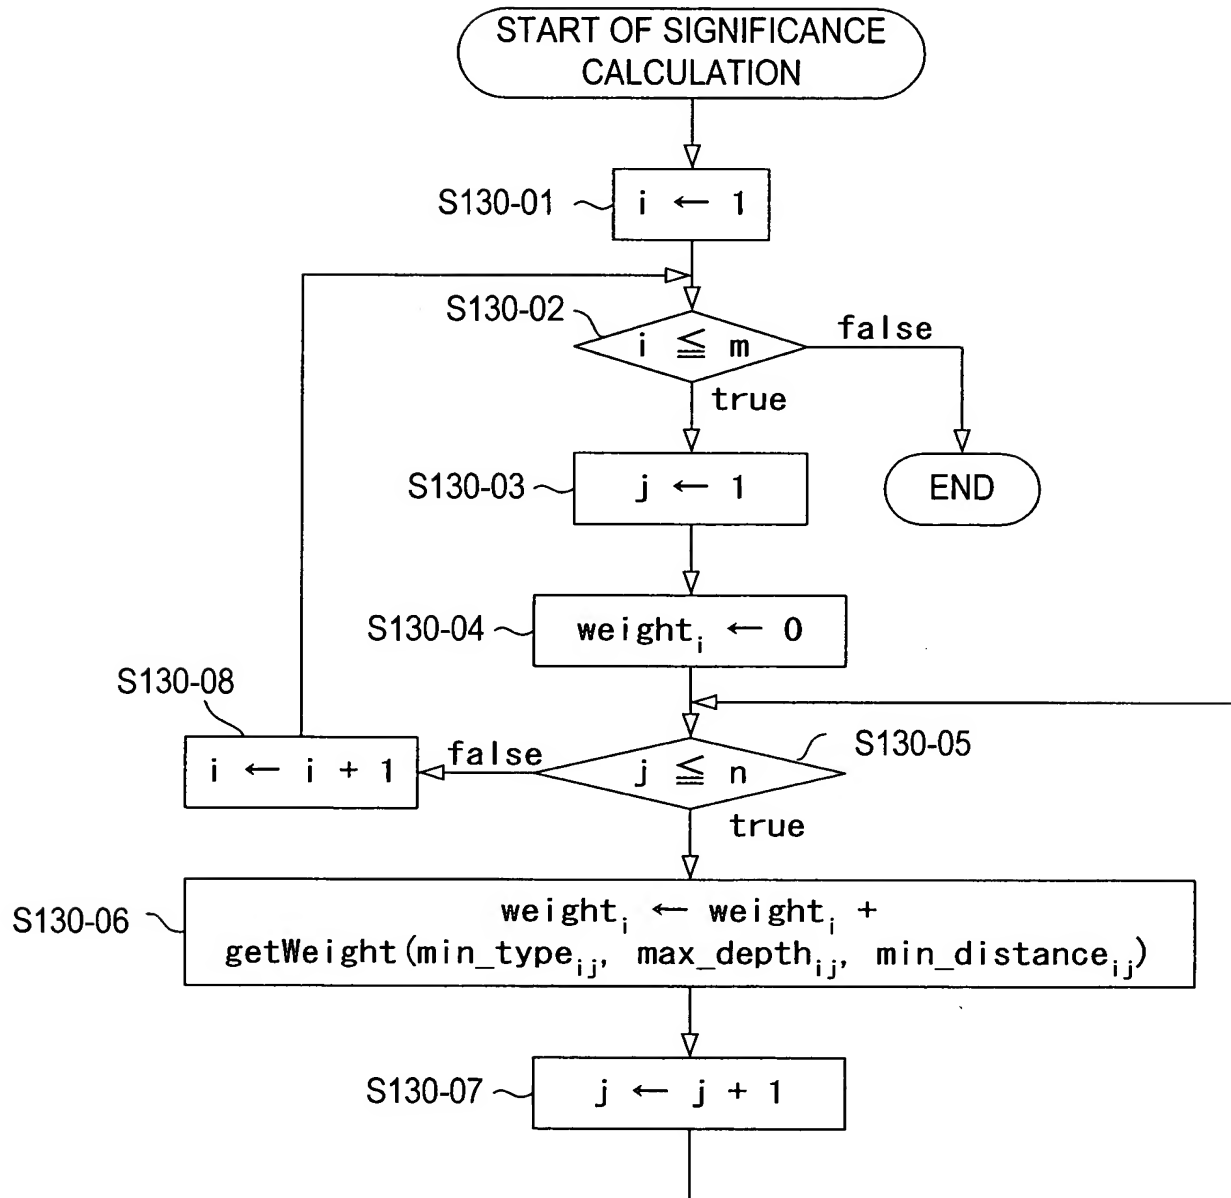 START OF SIGNIFICANCE
CALCULATION
S130-01
i ← 1
S130-02
i ≦ m
false
true
S130-03
j ← 1
END
S130-04
weight_i ← 0
S130-08
i ← i + 1
false
j ≦ n
S130-05
true
S130-06
weight_i ← weight_i +
getWeight(min_type_ij, max_depth_ij, min_distance_ij)
S130-07
j ← j + 1